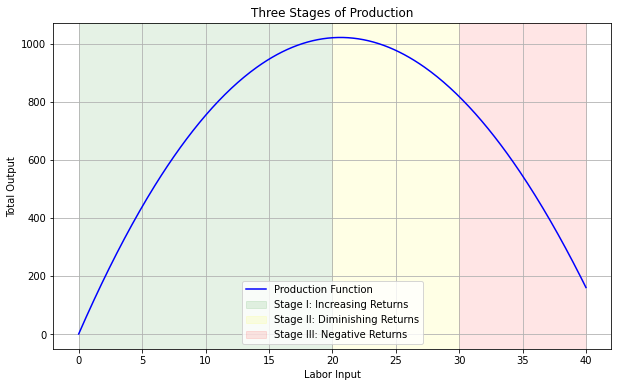 Three Stages of Production
Total Output
1000
800
600
400
200
0
Production Function
Stage I: Increasing Returns
Stage II: Diminishing Returns
Stage III: Negative Returns
0 5 10 15 20 25 30 35 40
Labor Input